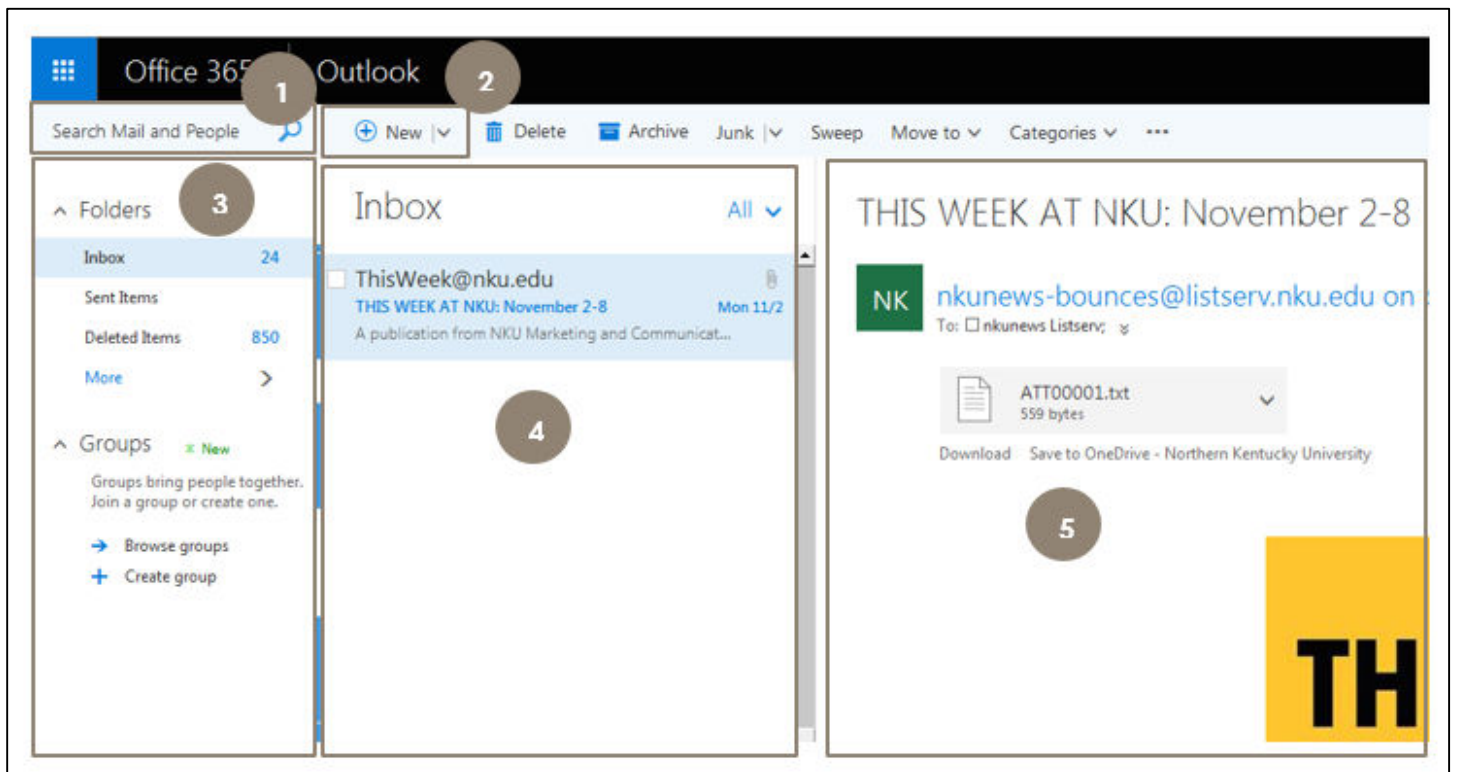 Office 365 Outlook
1
2
Search Mail and People
New Delete Archive Junk Sweep Move to Categories ...
3
Folders
Inbox 24
Sent Items
Deleted Items 850
More
Groups New
Groups bring people together.
Join a group or create one.
Browse groups
Create group
Inbox All
ThisWeek@nku.edu
THIS WEEK AT NKU: November 2-8 Mon 11/2
A publication from NKU Marketing and Communicat...
4
THIS WEEK AT NKU: November 2-8
NK
nkunews-bounces@listserv.nku.edu on
To: nkunews Listserv;
ATT00001.txt
559 bytes
Download Save to OneDrive - Northern Kentucky University
5
TH